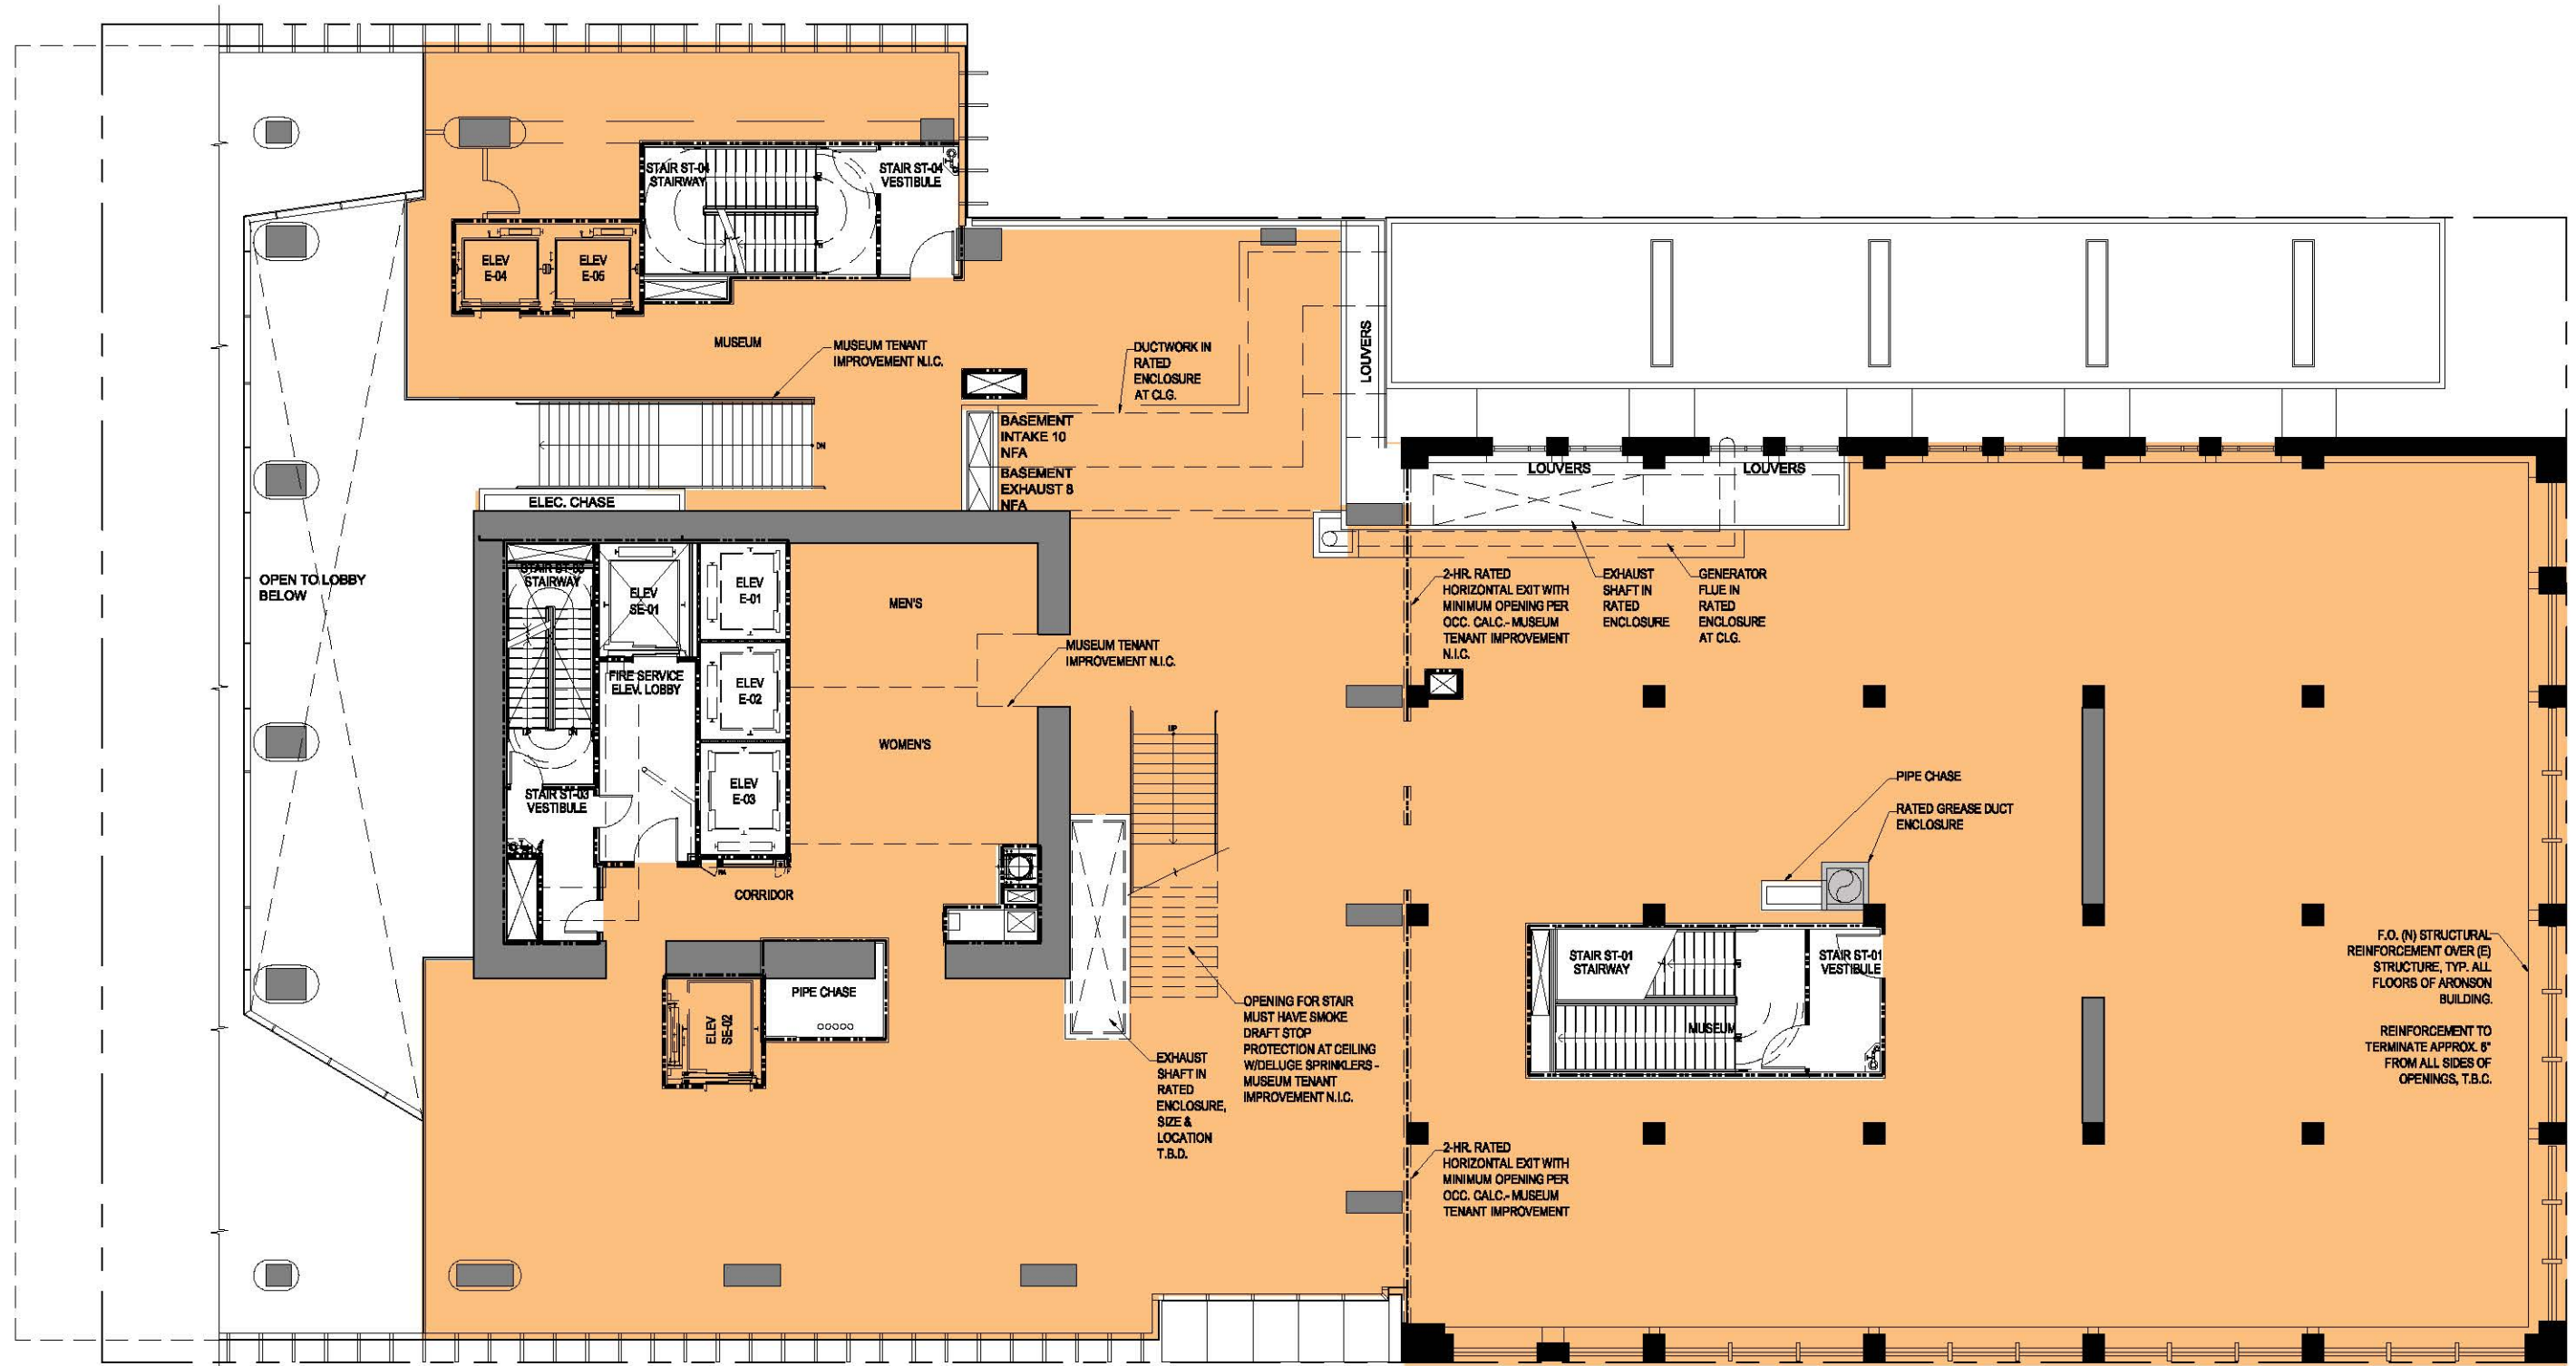 STAIR ST-04
STAIRWAY
STAIR ST-04
VESTIBULE
ELEV
E-04
ELEV
E-05
MUSEUM
MUSEUM TENANT
IMPROVEMENT N.I.C.
DUCTWORK IN
RATED
ENCLOSURE
AT CLG.
LOUVERS
DN
BASEMENT
INTAKE 10
NFA
BASEMENT
EXHAUST 8
NFA
ELEC. CHASE
LOUVERS
LOUVERS
OPEN TO LOBBY
BELOW
STAIR ST-03
STAIRWAY
ELEV
SE-01
ELEV
E-01
MEN'S
2-HR. RATED
HORIZONTAL EXIT WITH
MINIMUM OPENING PER
OCC. CALC.- MUSEUM
TENANT IMPROVEMENT
N.I.C.
EXHAUST
SHAFT IN
RATED
ENCLOSURE
GENERATOR
FLUE IN
RATED
ENCLOSURE
AT CLG.
MUSEUM TENANT
IMPROVEMENT N.I.C.
FIRE SERVICE
ELEV. LOBBY
ELEV
E-02
WOMEN'S
UP
UP
DN
ELEV
E-03
STAIR ST-03
VESTIBULE
PIPE CHASE
RATED GREASE DUCT
ENCLOSURE
CORRIDOR
PIPE CHASE
ELEV
SE-02
STAIR ST-01
STAIRWAY
STAIR ST-01
VESTIBULE
MUSEUM
F.O. (N) STRUCTURAL
REINFORCEMENT OVER (E)
STRUCTURE, TYP. ALL
FLOORS OF ARONSON
BUILDING.
REINFORCEMENT TO
TERMINATE APPROX. 6"
FROM ALL SIDES OF
OPENINGS, T.B.C.
OPENING FOR STAIR
MUST HAVE SMOKE
DRAFT STOP
PROTECTION AT CEILING
W/DELUGE SPRINKLERS -
MUSEUM TENANT
IMPROVEMENT N.I.C.
EXHAUST
SHAFT IN
RATED
ENCLOSURE,
SIZE &
LOCATION
T.B.D.
2-HR. RATED
HORIZONTAL EXIT WITH
MINIMUM OPENING PER
OCC. CALC.- MUSEUM
TENANT IMPROVEMENT